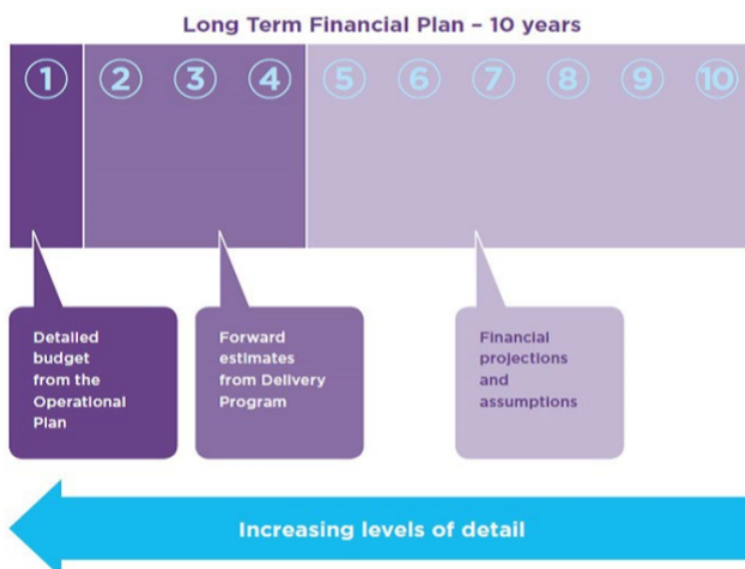 Long Term Financial Plan – 10 years
1 2 3 4 5 6 7 8 9 10
Detailed
budget
from the
Operational
Plan
Forward
estimates
from Delivery
Program
Financial
projections
and
assumptions
Increasing levels of detail